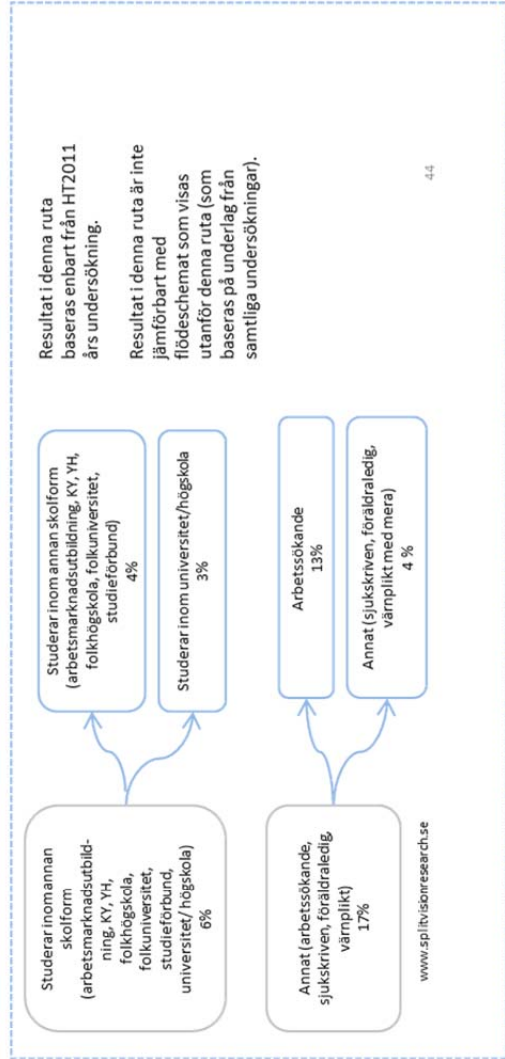 Studerar inom annan
skolform
(arbetsmarknadsutbild-
ning, KY, YH,
folkhögskola,
folkuniversitet,
studieförbund,
universitet/ högskola)
6%
Studerar inom annan skolform
(arbetsmarknadsutbildning, KY, YH,
folkhögskola, folkuniversitet,
studieförbund)
4%
Studerar inom universitet/högskola
3%
Resultat i denna ruta
baseras enbart från HT2011
års undersökning.
Resultat i denna ruta är inte
jämförbart med
flödeschemat som visas
utanför denna ruta (som
baseras på underlag från
samtliga undersökningar).
Annat (arbetssökande,
sjukskriven, föräldraledig,
värnplikt)
17%
Arbetssökande
13%
Annat (sjukskriven, föräldraledig,
värnplikt med mera)
4 %
www.splitvisionresearch.se
44